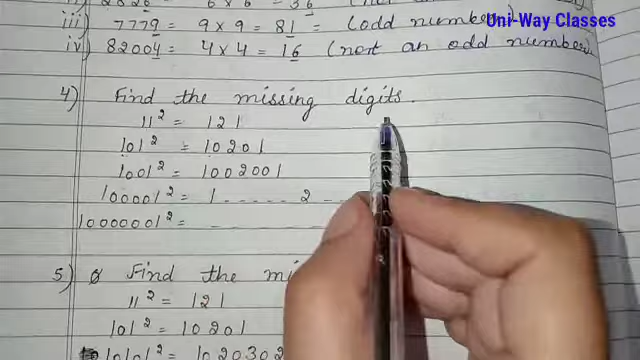 Uni-Way Classes
iii) 7779 = 9 × 9 = 81 = (odd number)
iv) 82004 = 4 × 4 = 16 (not an odd number)
4) Find the missing digits.
11² = 121
101² = 10201
1001² = 1002001
100001² = 1 ..... 2 ...
10000001² = - - - -
5) Find the mi
11² = 121
101² = 10201
10101² = 1020302